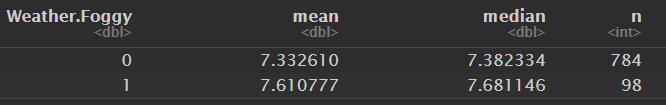 Weather.Foggy mean median n
<dbl> <dbl> <dbl> <int>
0 7.332610 7.382334 784
1 7.610777 7.681146 98